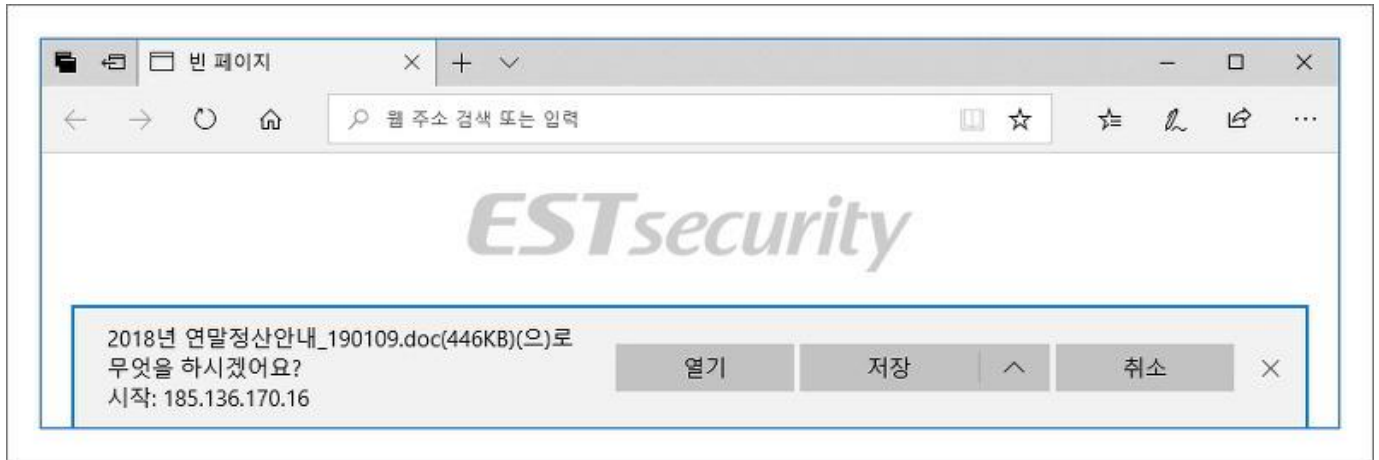 빈 페이지
웹 주소 검색 또는 입력
ESTsecurity
2018년 연말정산안내_190109.doc(446KB)(으)로
무엇을 하시겠어요?
시작: 185.136.170.16
열기
저장
취소